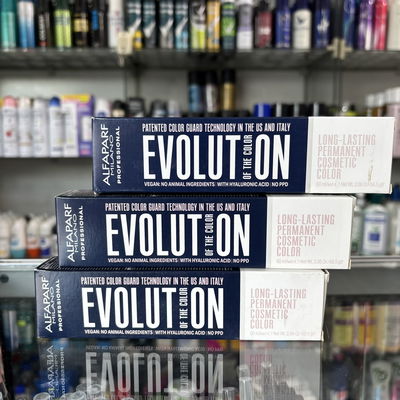 ALFAPARF
MILANO
PROFESSIONAL
PATENTED COLOR GUARD TECHNOLOGY IN THE US AND ITALY
EVOLUTION
OF THE COLOR
VEGAN: NO ANIMAL INGREDIENTS · WITH HYALURONIC ACID · NO PPD
LONG-LASTING
PERMANENT
COSMETIC
COLOR
ALFAPARF
MILANO
PROFESSIONAL
PATENTED COLOR GUARD TECHNOLOGY IN THE US AND ITALY
EVOLUTION
OF THE COLOR
VEGAN: NO ANIMAL INGREDIENTS · WITH HYALURONIC ACID · NO PPD
LONG-LASTING
PERMANENT
COSMETIC
COLOR
ALFAPARF
MILANO
PROFESSIONAL
PATENTED COLOR GUARD TECHNOLOGY IN THE US AND ITALY
EVOLUTION
OF THE COLOR
VEGAN: NO ANIMAL INGREDIENTS · WITH HYALURONIC ACID · NO PPD
LONG-LASTING
PERMANENT
COSMETIC
COLOR